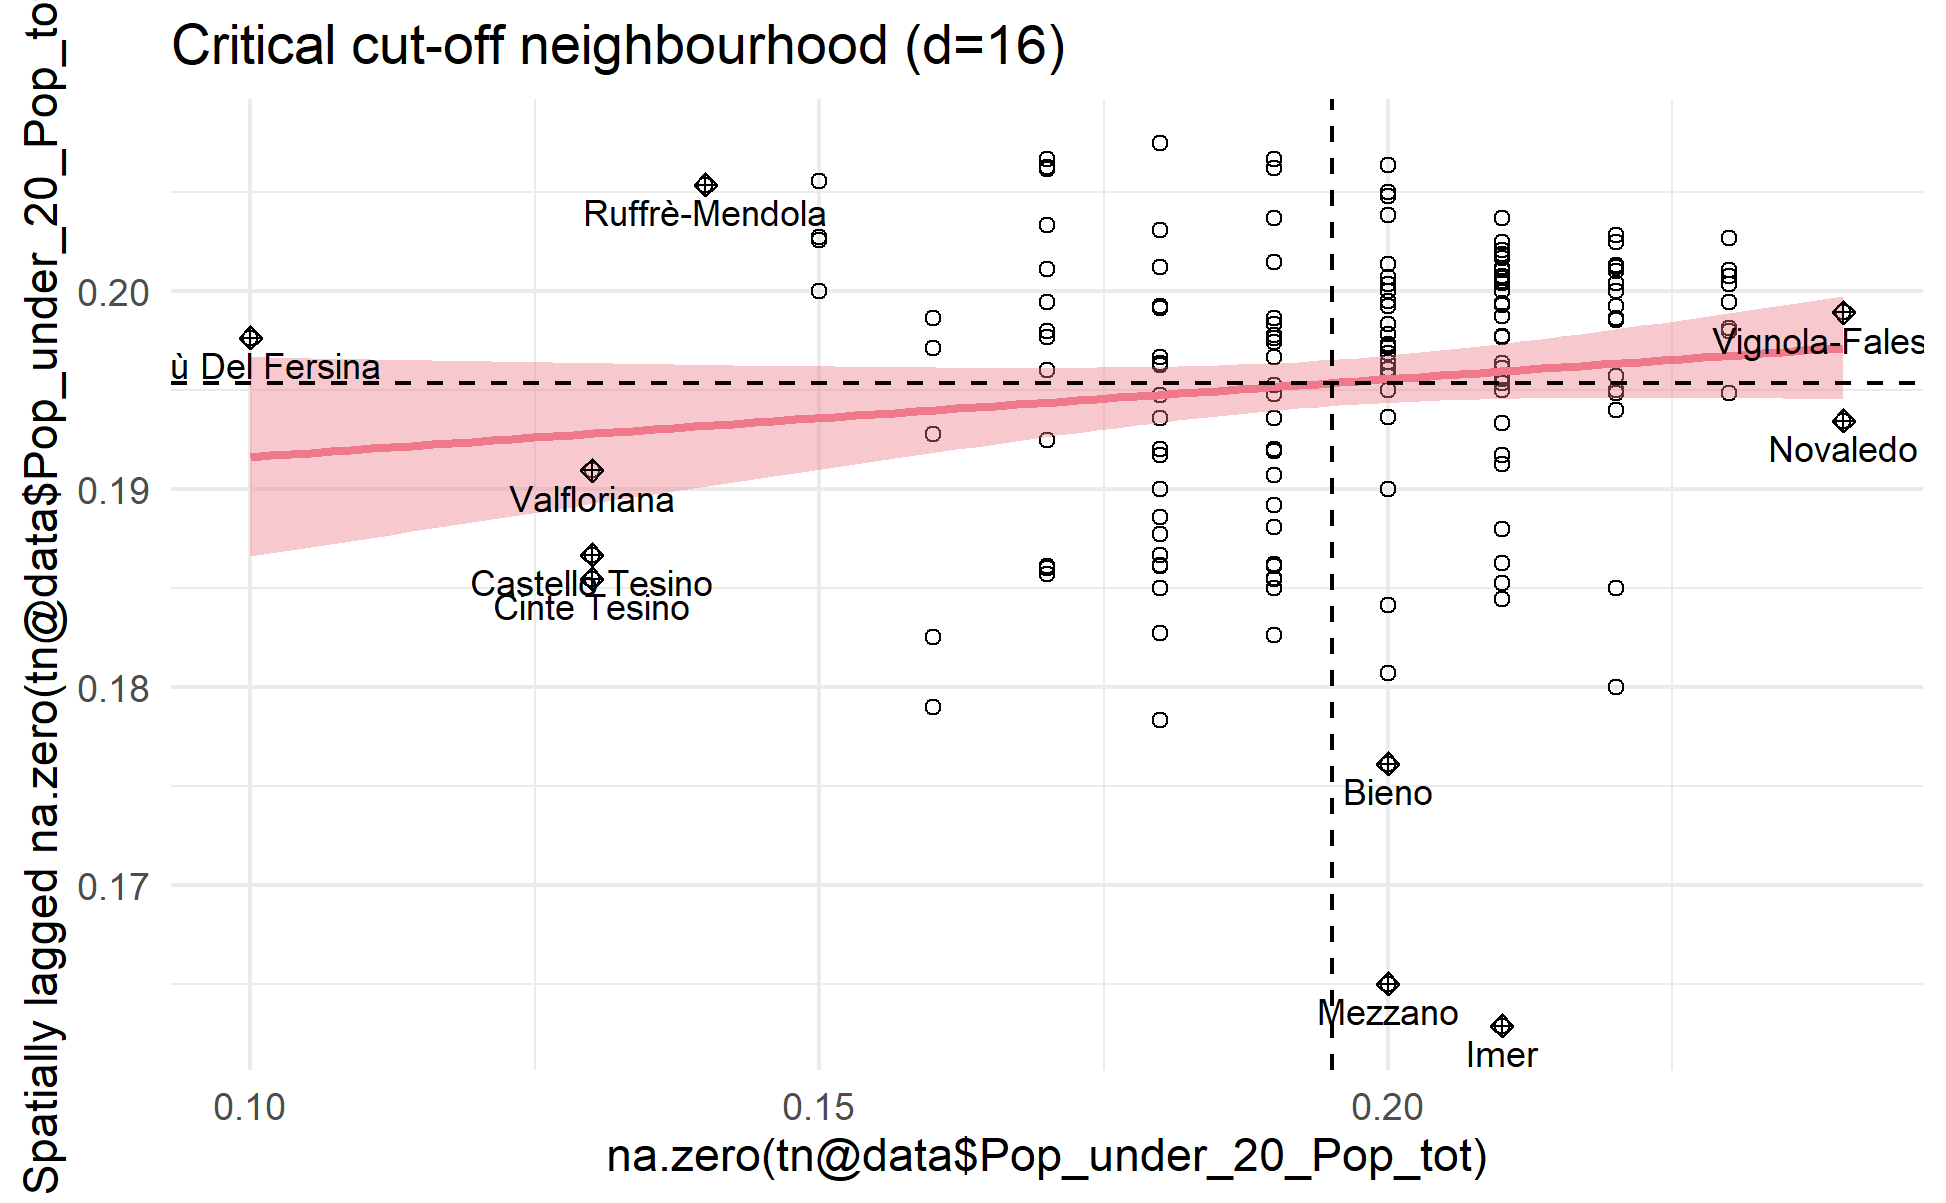 Critical cut-off neighbourhood (d=16)
Spatially lagged na.zero(tn@data$Pop_under_20_Pop_to
0.20
0.19
0.18
0.17
Ruffrè-Mendola
ù Del Fersina
Vignola-Fales
Novaledo
Valfloriana
Castello Tesino
Cinte Tesino
Bieno
Mezzano
Imer
0.10
0.15
0.20
na.zero(tn@data$Pop_under_20_Pop_tot)